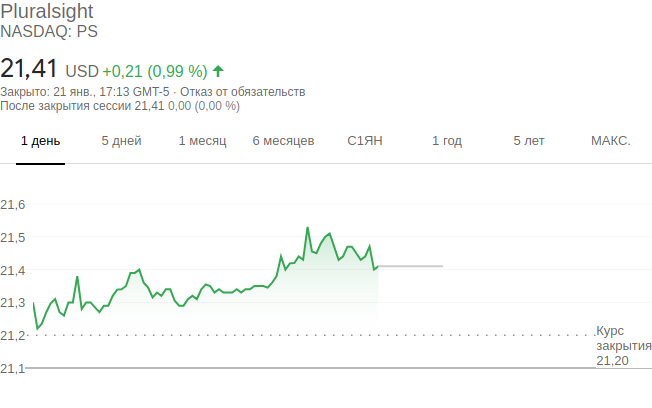 Pluralsight
NASDAQ: PS
21,41 USD +0,21 (0,99 %)
Закрыто: 21 янв., 17:13 GMT-5 · Отказ от обязательств
После закрытия сессии 21,41 0,00 (0,00 %)
1 день 5 дней 1 месяц 6 месяцев С1ЯН 1 год 5 лет МАКС.
21,6
21,5
21,4
21,3
21,2
Курс
закрытия
21,20
21,1